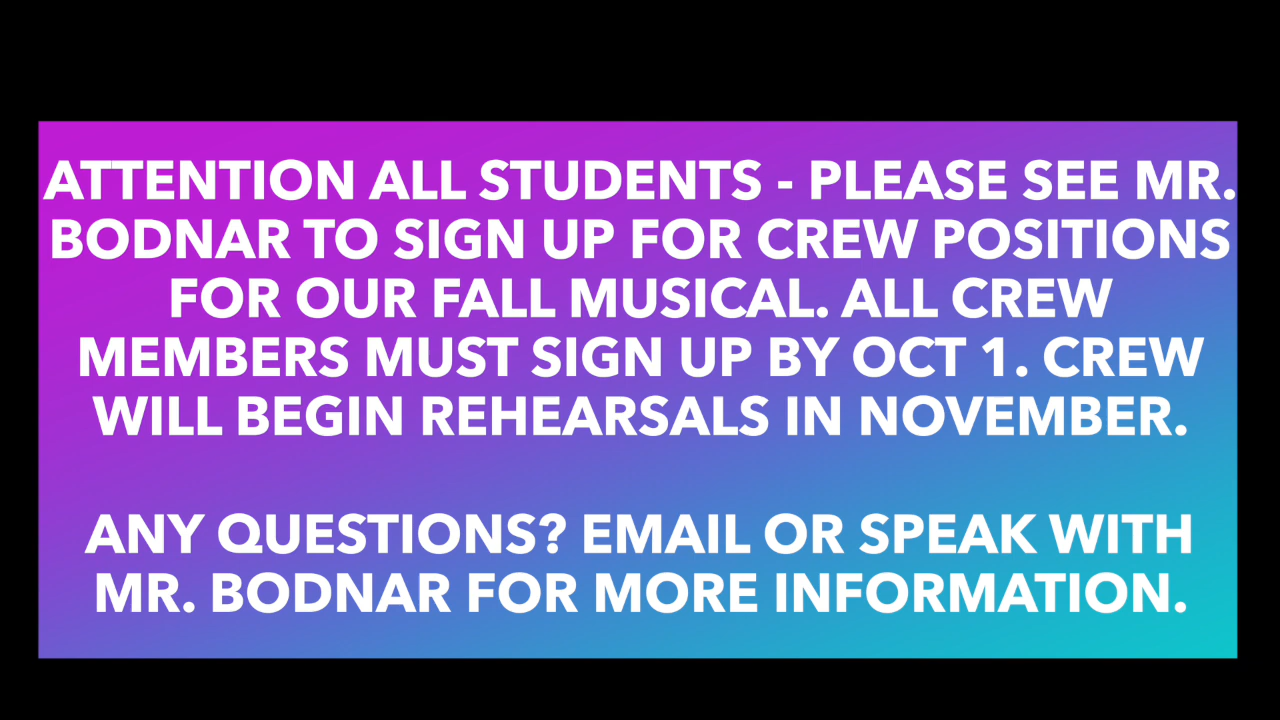 ATTENTION ALL STUDENTS - PLEASE SEE MR.
BODNAR TO SIGN UP FOR CREW POSITIONS
FOR OUR FALL MUSICAL. ALL CREW
MEMBERS MUST SIGN UP BY OCT 1. CREW
WILL BEGIN REHEARSALS IN NOVEMBER.
ANY QUESTIONS? EMAIL OR SPEAK WITH
MR. BODNAR FOR MORE INFORMATION.